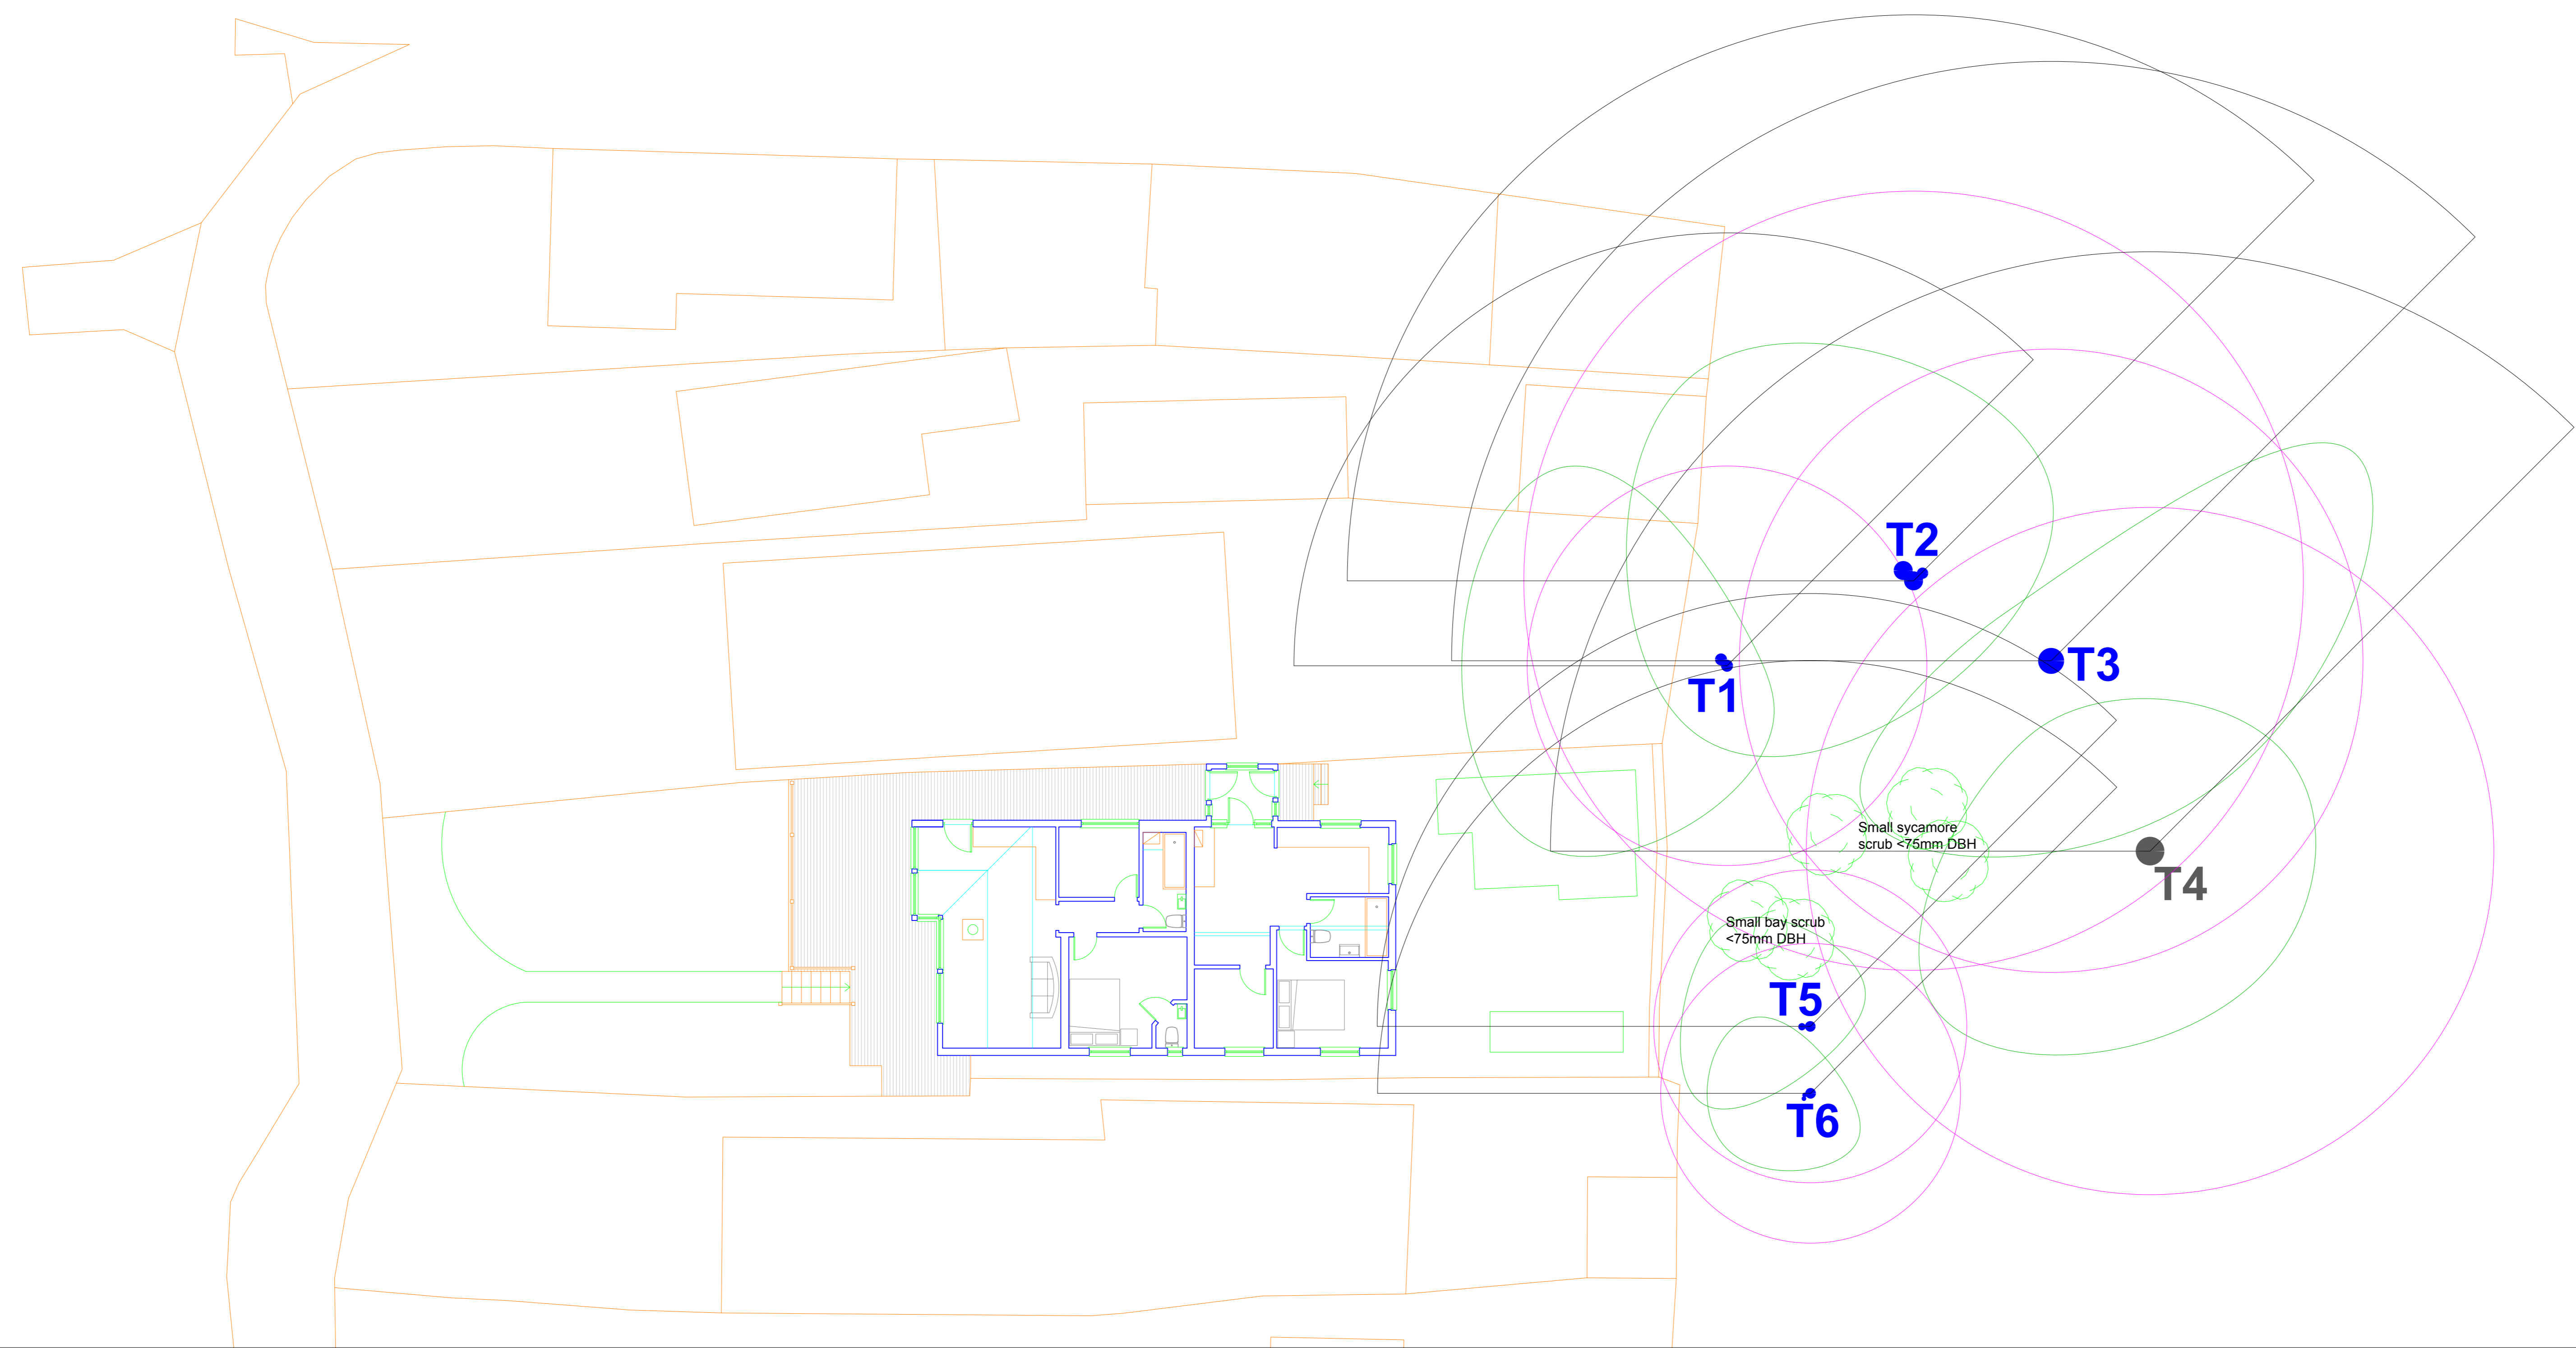 T2
T3
T1
Small sycamore
scrub <75mm DBH
T4
Small bay scrub
<75mm DBH
T5
T6